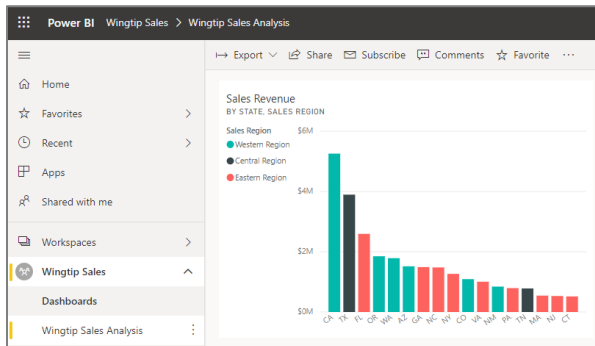 Power BI Wingtip Sales > Wingtip Sales Analysis
Export Share Subscribe Comments Favorite ...
Home
Favorites
Recent
Apps
Shared with me
Workspaces
Wingtip Sales
Dashboards
Wingtip Sales Analysis
Sales Revenue
BY STATE, SALES REGION
Sales Region
Western Region
Central Region
Eastern Region
$6M
$4M
$2M
$0M
CA TX FL OR WA AZ GA NC NY CO VA NM PA TN MA NJ CT